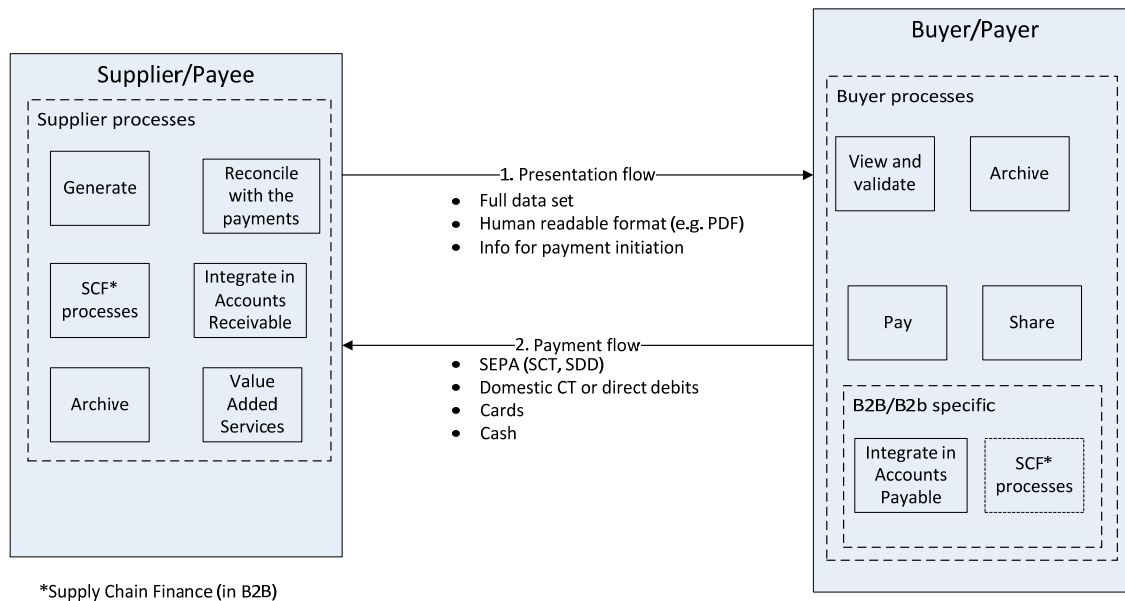 Supplier/Payee
Supplier processes
Generate
Reconcile
with the
payments
SCF*
processes
Integrate in
Accounts
Receivable
Archive
Value
Added
Services
*Supply Chain Finance (in B2B)
1. Presentation flow
• Full data set
• Human readable format (e.g. PDF)
• Info for payment initiation
2. Payment flow
• SEPA (SCT, SDD)
• Domestic CT or direct debits
• Cards
• Cash
Buyer/Payer
Buyer processes
View and
validate
Archive
Pay
Share
B2B/B2b specific
Integrate in
Accounts
Payable
SCF*
processes